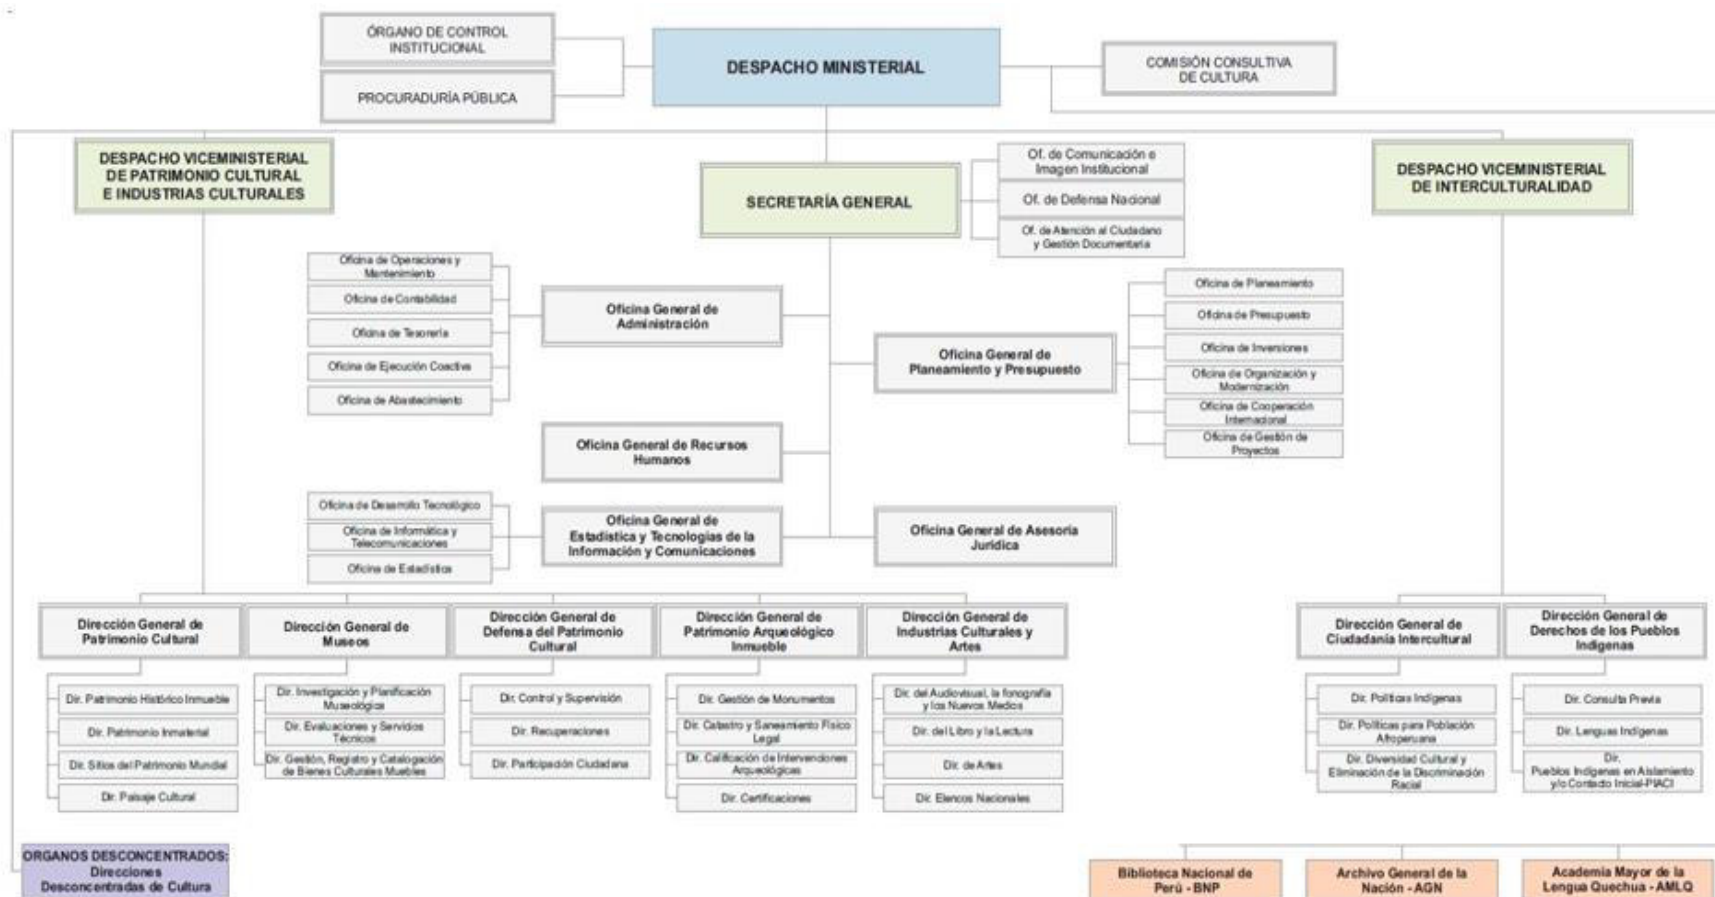 ÓRGANO DE CONTROL
INSTITUCIONAL
PROCURADURÍA PÚBLICA
DESPACHO MINISTERIAL
COMISIÓN CONSULTIVA
DE CULTURA
DESPACHO VICEMINISTERIAL
DE PATRIMONIO CULTURAL
E INDUSTRIAS CULTURALES
SECRETARÍA GENERAL
Of. de Comunicación e
Imagen Institucional
Of. de Defensa Nacional
Of. de Atención al Ciudadano
y Gestión Documentaria
DESPACHO VICEMINISTERIAL
DE INTERCULTURALIDAD
Oficina de Operaciones y
Mantenimiento
Oficina de Contabilidad
Oficina de Tesorería
Oficina de Ejecución Coactiva
Oficina de Abastecimiento
Oficina General de
Administración
Oficina General de
Planeamiento y Presupuesto
Oficina de Planeamiento
Oficina de Presupuesto
Oficina de Inversiones
Oficina de Organización y
Modernización
Oficina de Cooperación
Internacional
Oficina de Gestión de
Proyectos
Oficina General de Recursos
Humanos
Oficina de Desarrollo Tecnológico
Oficina de Informática y
Telecomunicaciones
Oficina de Estadística
Oficina General de
Estadística y Tecnologías de la
Información y Comunicaciones
Oficina General de Asesoría
Jurídica
Dirección General de
Patrimonio Cultural
Dir. Patrimonio Histórico Inmueble
Dir. Patrimonio Inmaterial
Dir. Sitios del Patrimonio Mundial
Dir. Paisaje Cultural
Dirección General de
Museos
Dir. Investigación y Planificación
Museológica
Dir. Evaluaciones y Servicios
Técnicos
Dir. Gestión, Registro y Catalogación
de Bienes Culturales Muebles
Dirección General de
Defensa del Patrimonio
Cultural
Dir. Control y Supervisión
Dir. Recuperaciones
Dir. Participación Ciudadana
Dirección General de
Patrimonio Arqueológico
Inmueble
Dir. Gestión de Monumentos
Dir. Catastro y Saneamiento Físico
Legal
Dir. Calificación de Intervenciones
Arqueológicas
Dir. Certificaciones
Dirección General de
Industrias Culturales y
Artes
Dir. del Audiovisual, la fonografía
y los Nuevos Medios
Dir. del Libro y la Lectura
Dir. de Artes
Dir. Elencos Nacionales
Dirección General de
Ciudadanía Intercultural
Dir. Políticas Indígenas
Dir. Políticas para Población
Afroperuana
Dir. Diversidad Cultural y
Eliminación de la Discriminación
Racial
Dirección General de
Derechos de los Pueblos
Indígenas
Dir. Consulta Previa
Dir. Lenguas Indígenas
Dir.
Pueblos Indígenas en Aislamiento
y/o Contacto Inicial-PIACI
ORGANOS DESCONCENTRADOS:
Direcciones
Desconcentradas de Cultura
Biblioteca Nacional de
Perú - BNP
Archivo General de la
Nación - AGN
Academia Mayor de la
Lengua Quechua - AMLQ